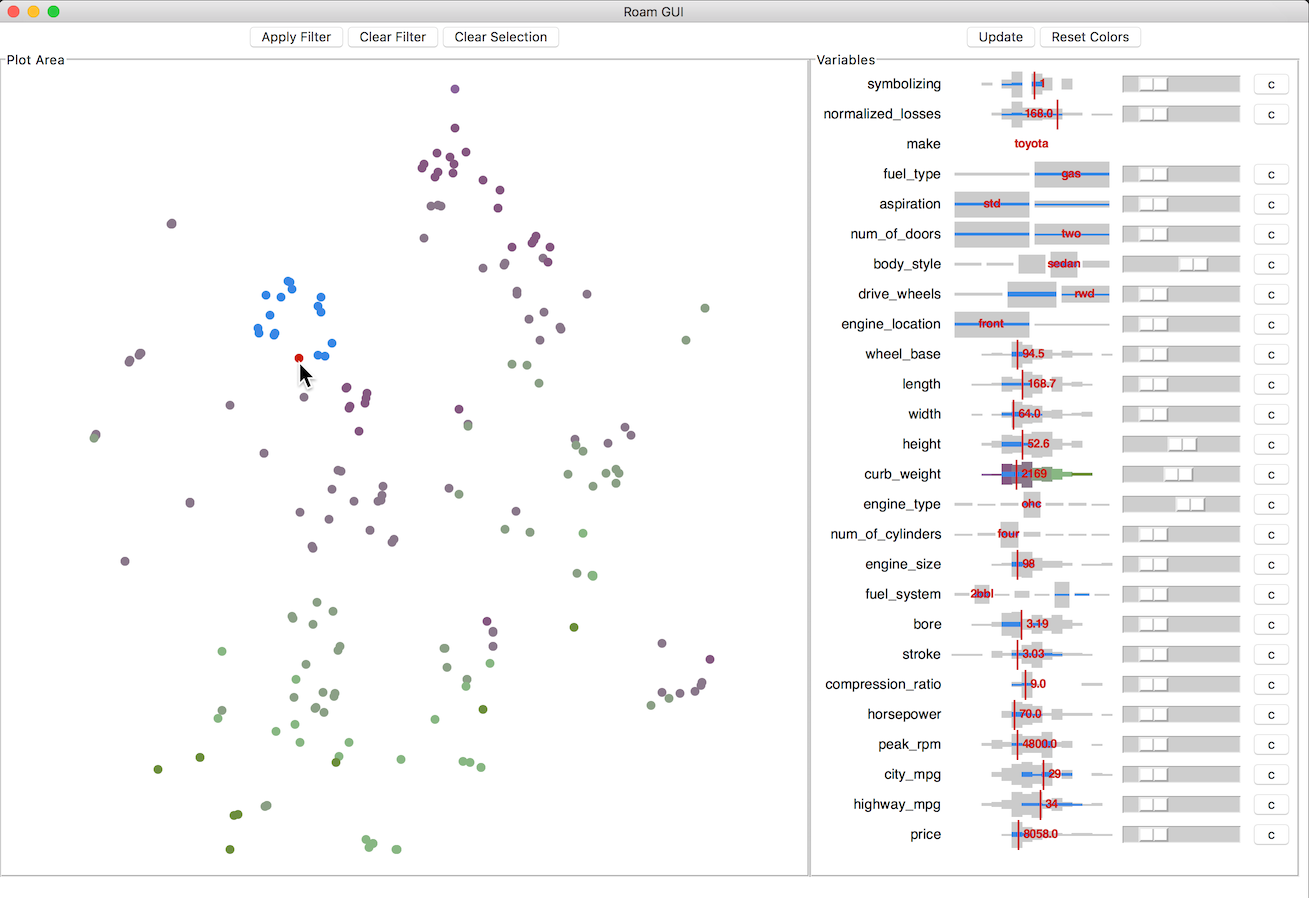 Roam GUI
Apply Filter Clear Filter Clear Selection Update Reset Colors
Plot Area Variables
symbolizing 1 c
normalized_losses 168.0 c
make toyota
fuel_type gas c
aspiration std c
num_of_doors two c
body_style sedan c
drive_wheels rwd c
engine_location front c
wheel_base 94.5 c
length 168.7 c
width 64.0 c
height 52.6 c
curb_weight 2169 c
engine_type ohc c
num_of_cylinders four c
engine_size 98 c
fuel_system 2bbl c
bore 3.19 c
stroke 3.03 c
compression_ratio 9.0 c
horsepower 70.0 c
peak_rpm 4800.0 c
city_mpg 29 c
highway_mpg 34 c
price 8058.0 c